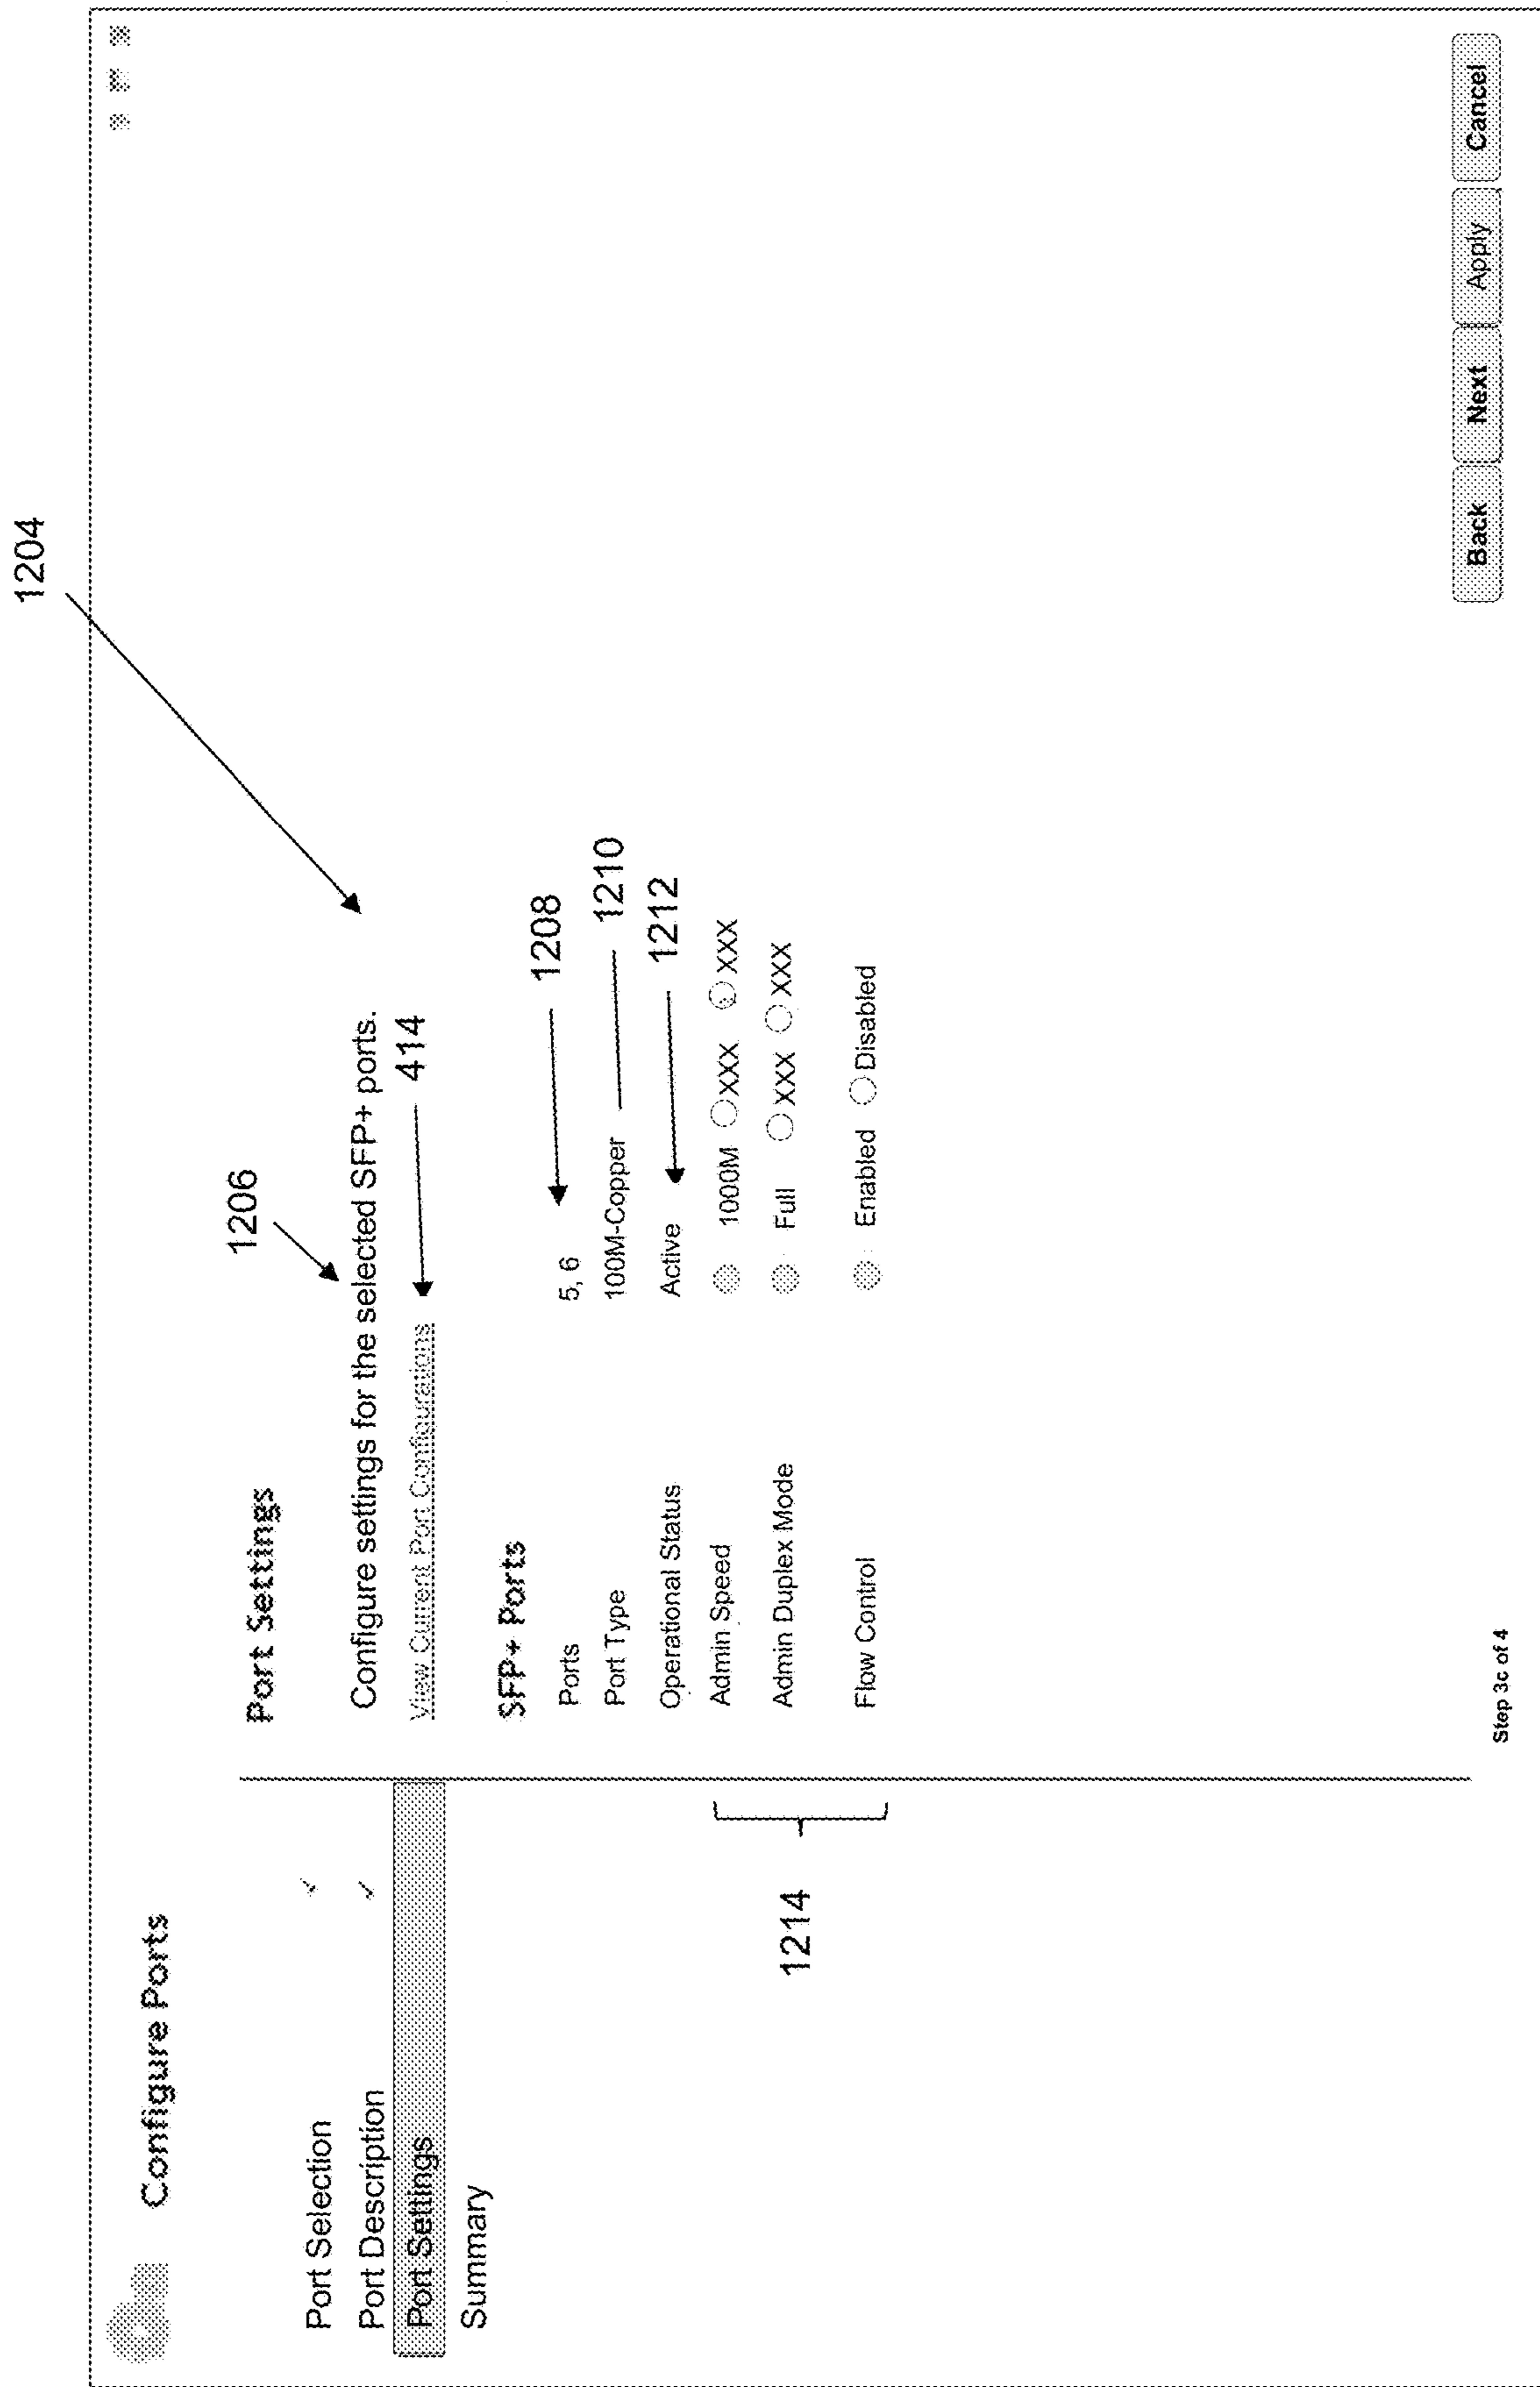 1204
Configure Ports
Port Selection ✓
Port Description ✓
Port Settings
Summary
Port Settings
1206
Configure settings for the selected SFP+ ports.
View Current Port Configurations 414
SFP+ Ports
Ports 5, 6 1208
Port Type 100M-Copper 1210
Operational Status Active 1212
Admin Speed 1000M XXX XXX
Admin Duplex Mode Full XXX XXX
Flow Control Enabled Disabled
1214
Step 3c of 4
Back Next Apply Cancel